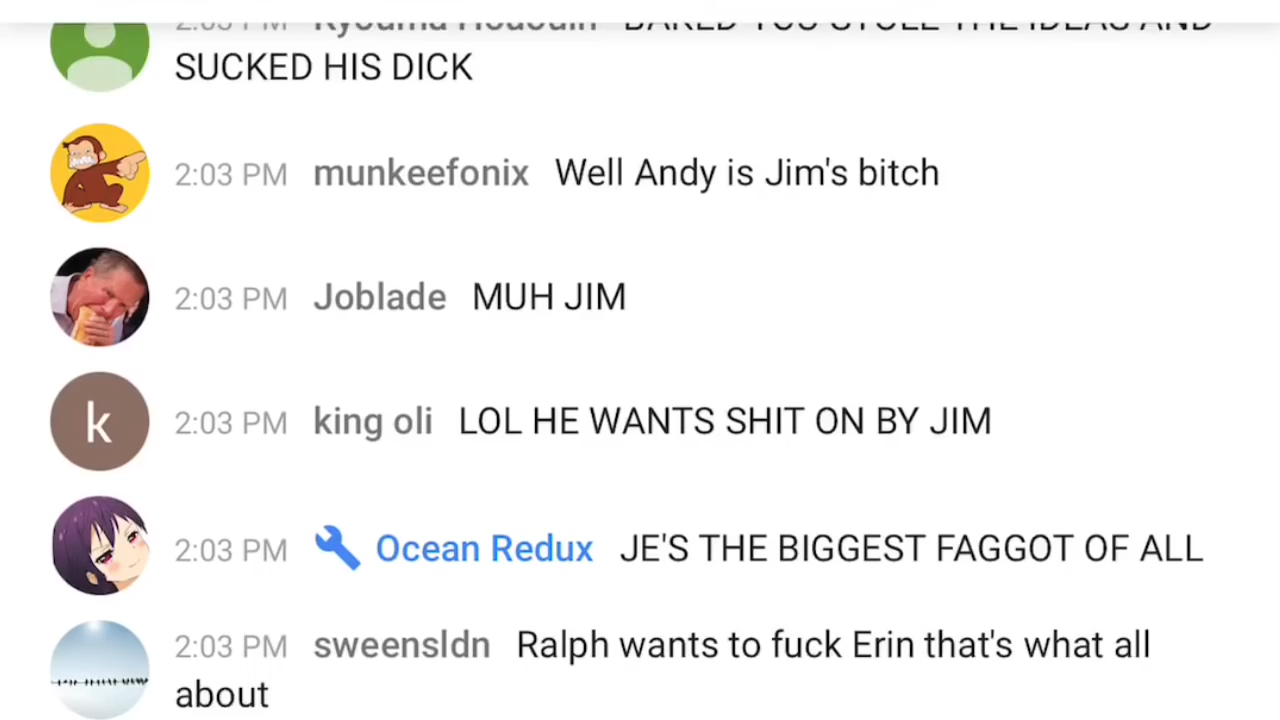 SUCKED HIS DICK
2:03 PM munkeefonix Well Andy is Jim's bitch
2:03 PM Joblade MUH JIM
k 2:03 PM king oli LOL HE WANTS SHIT ON BY JIM
2:03 PM Ocean Redux JE'S THE BIGGEST FAGGOT OF ALL
2:03 PM sweensldn Ralph wants to fuck Erin that's what all
about